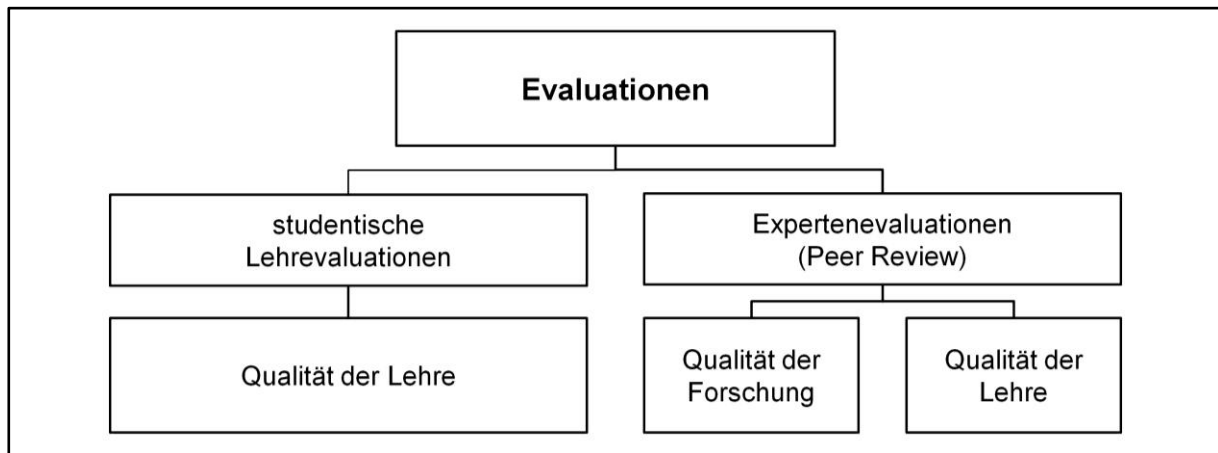 Evaluationen
studentische
Lehrevaluationen
Expertenevaluationen
(Peer Review)
Qualität der Lehre
Qualität der
Forschung
Qualität der
Lehre